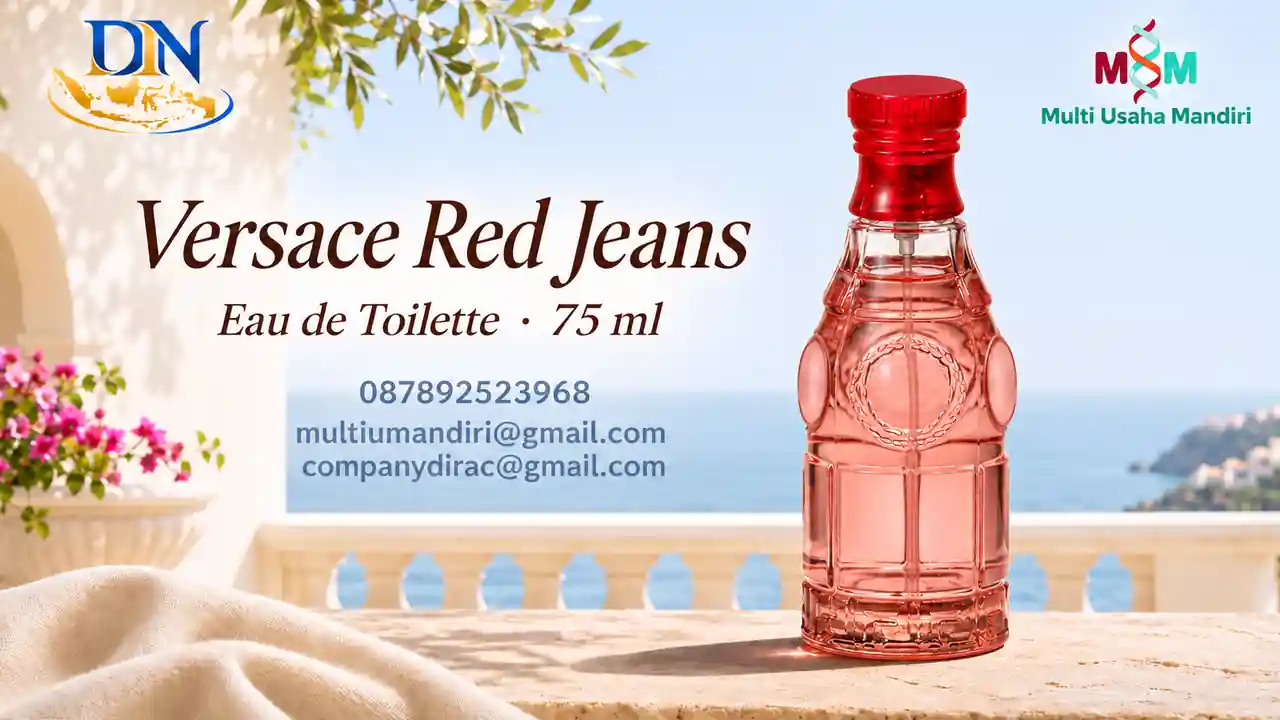 DIN
MSM
Multi Usaha Mandiri
Versace Red Jeans
Eau de Toilette · 75 ml
087892523968
multiumandiri@gmail.com
companydirac@gmail.com